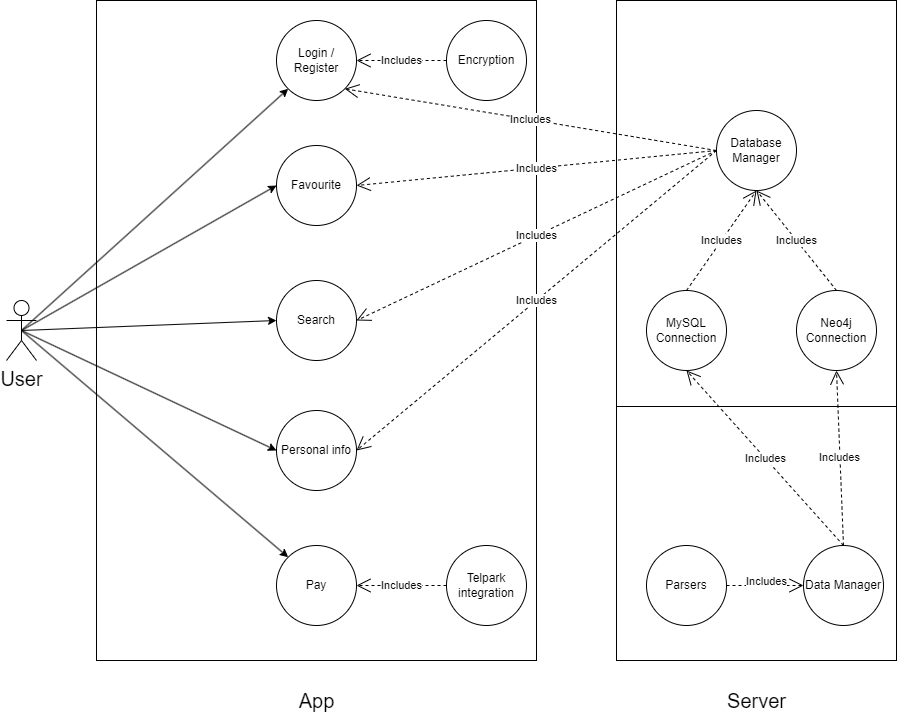 Login /
Register
Includes
Encryption
Includes
Database
Manager
Favourite
Includes
Includes
Includes
Includes
Search
Includes
MySQL
Connection
Neo4j
Connection
User
Personal info
Includes
Includes
Pay
Includes
Telpark
integration
Parsers
Includes
Data Manager
App
Server